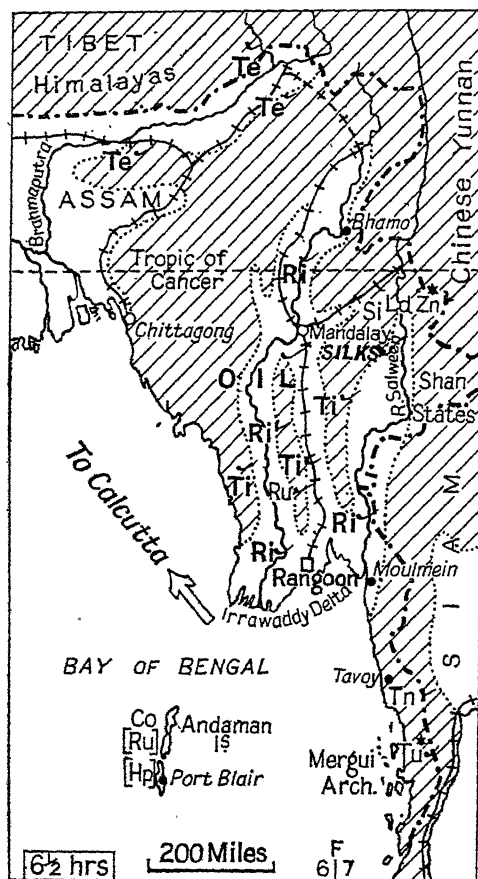 TIBET
Himalayas
Te
Te
Te
Brahmaputra
ASSAM
Chinese Yunnan
Bhamo
Tropic of
Cancer
Ri
Chittagong
Si Ld Zn
Mandalay
SILKS
R. Salween
Shan
States
O I L
Ti
Ri
Ti
Ti
Ru
Ri
Ri
To Calcutta
Rangoon
Moulmein
Irrawaddy Delta
SIAM
BAY OF BENGAL
Tavoy
Tn
Co
[Ru]
Andaman
Is
[Hp]
Port Blair
Mergui
Arch.
Tu
6½ hrs
200 Miles
F
6|7